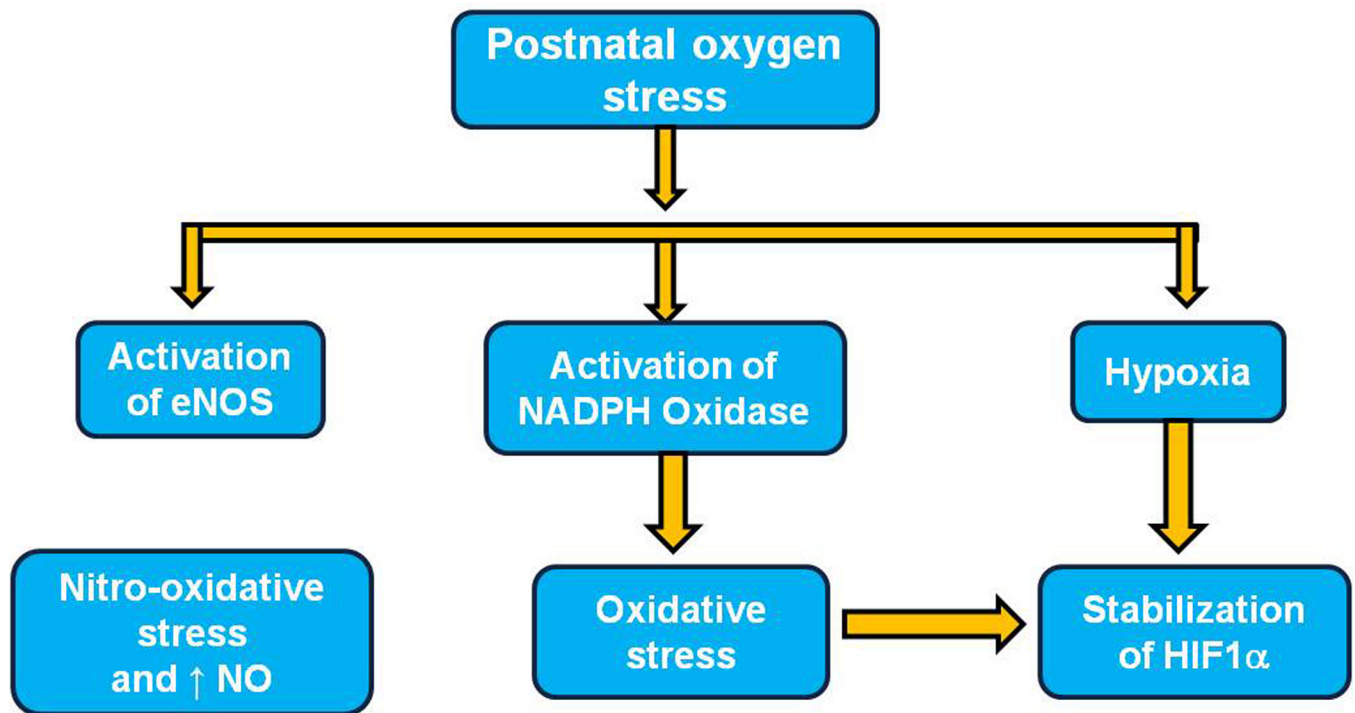 Postnatal oxygen
stress
Activation
of eNOS
Activation of
NADPH Oxidase
Hypoxia
Nitro-oxidative
stress
and ↑ NO
Oxidative
stress
Stabilization
of HIF1α